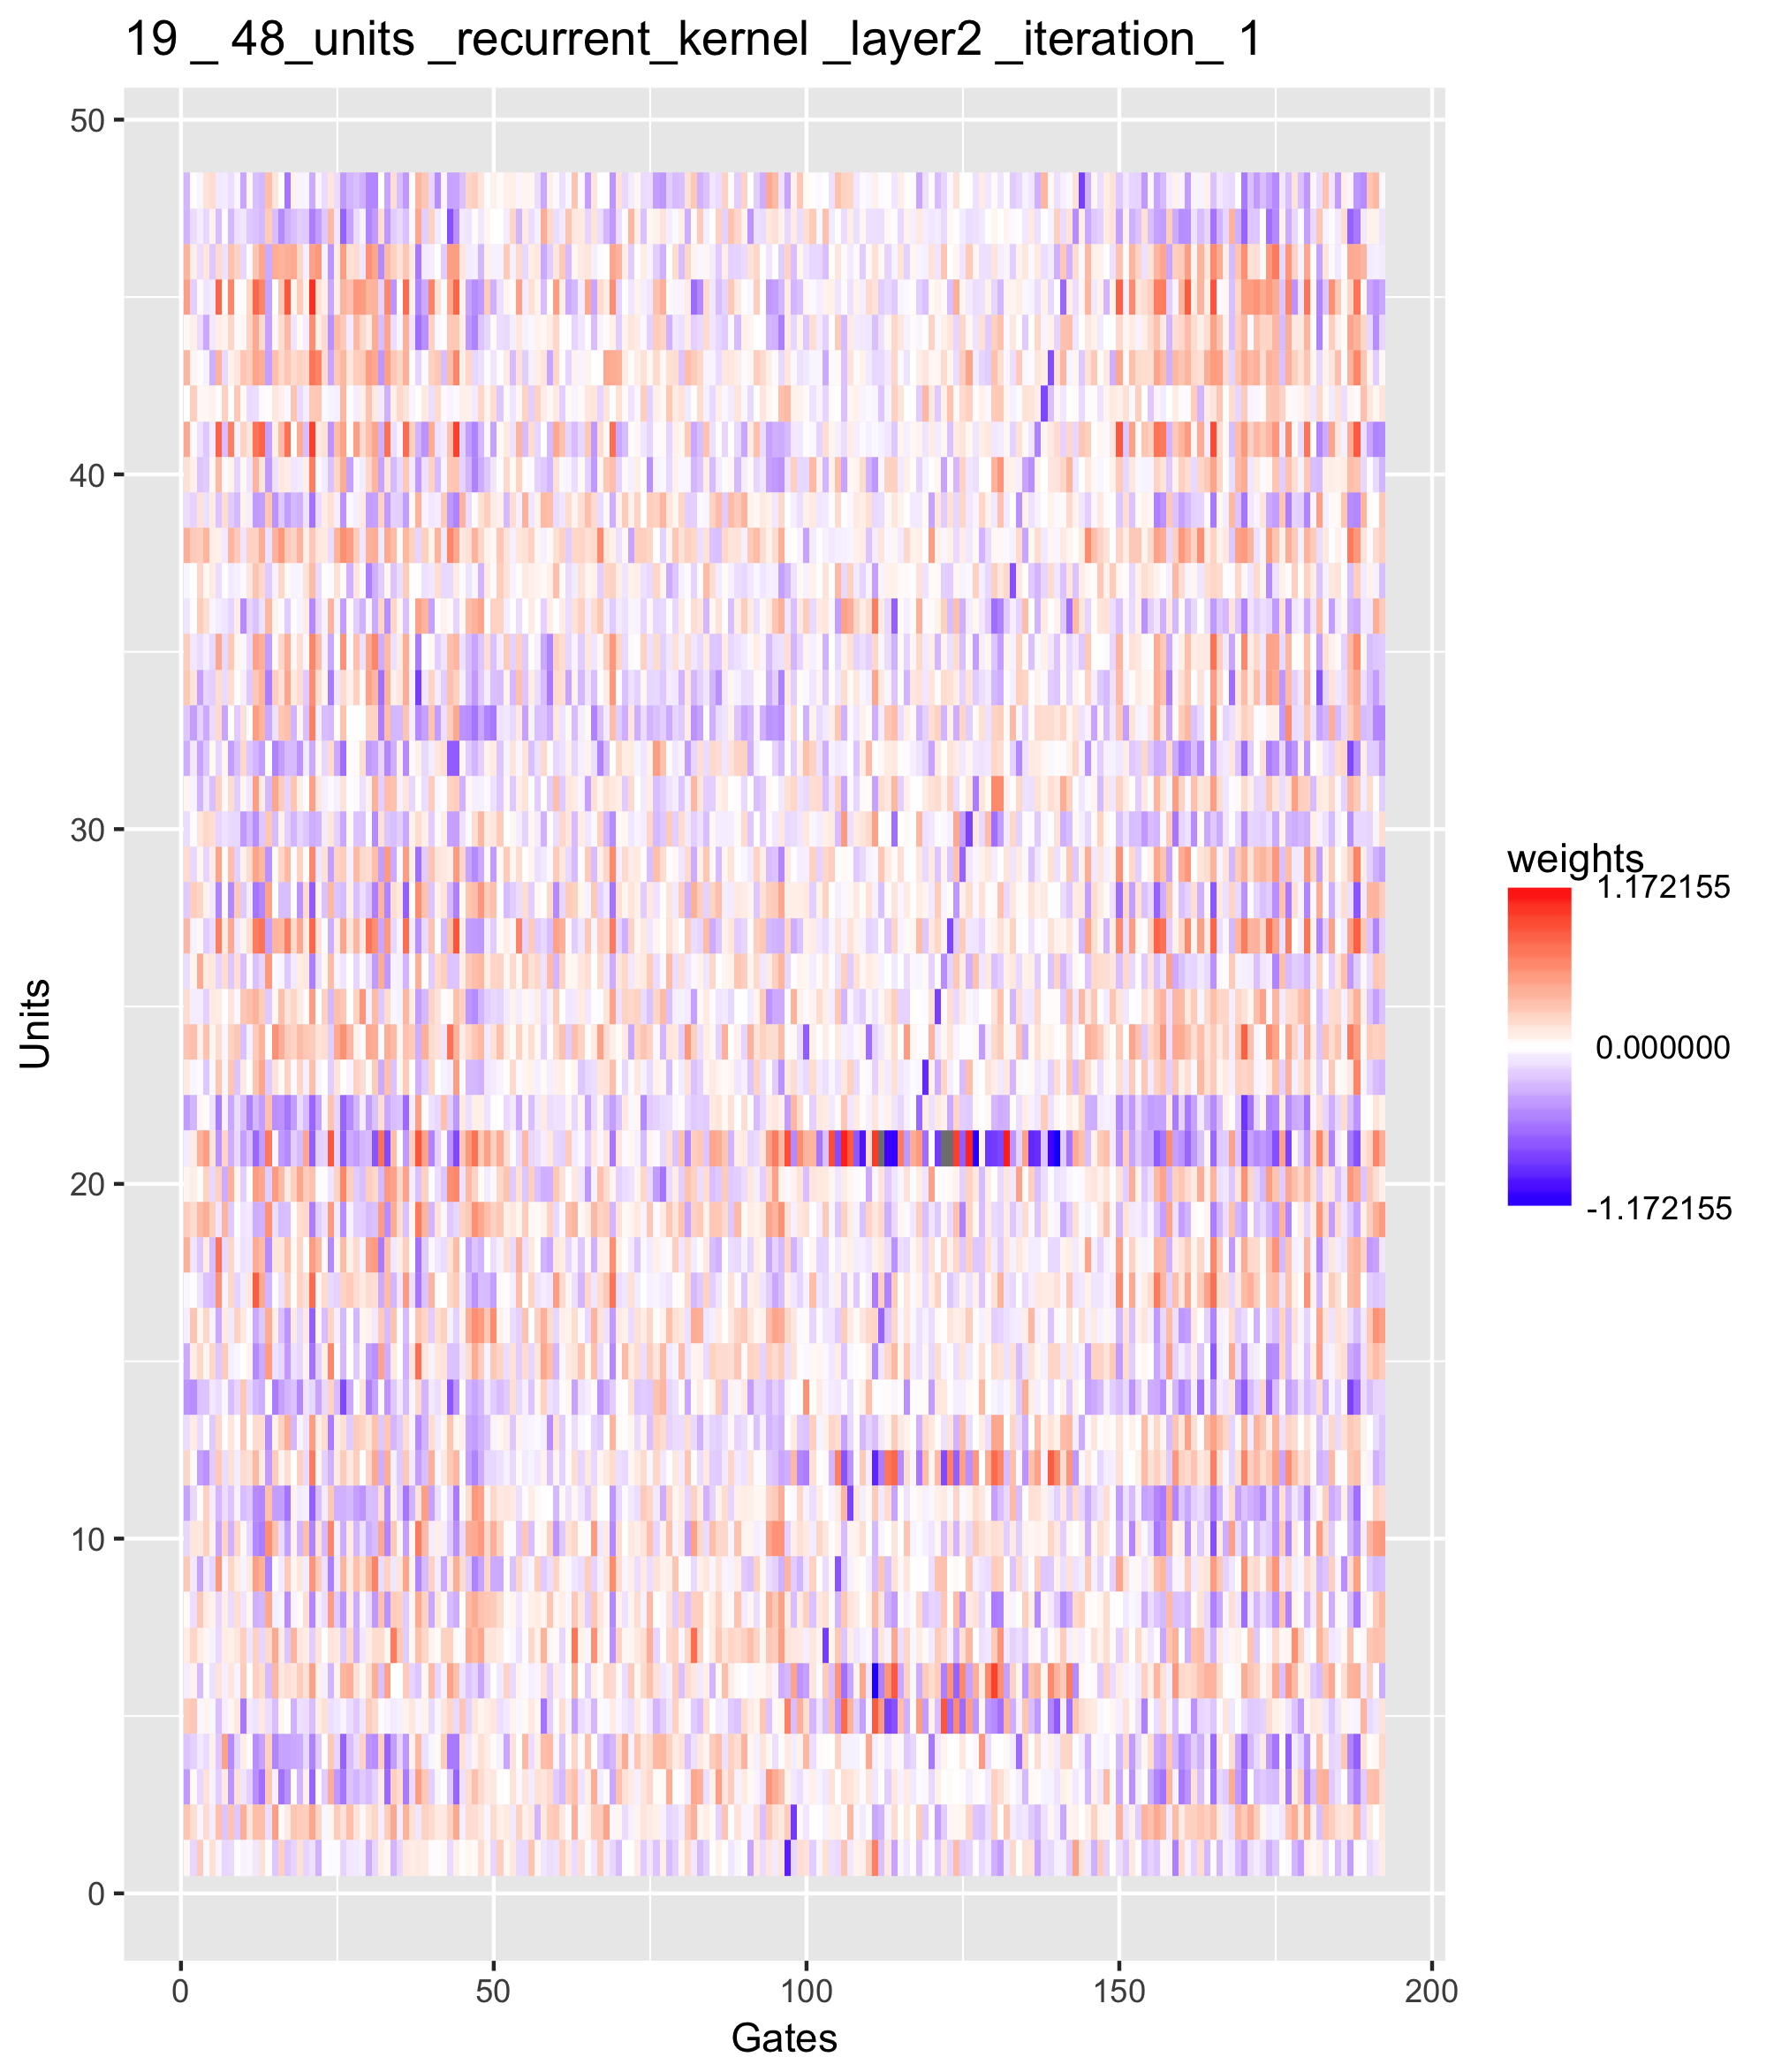 19 _ 48_units _recurrent_kernel _layer2 _iteration_ 1
50
40
30
20
10
0
Units
0 50 100 150 200
Gates
weights
1.172155
0.000000
-1.172155